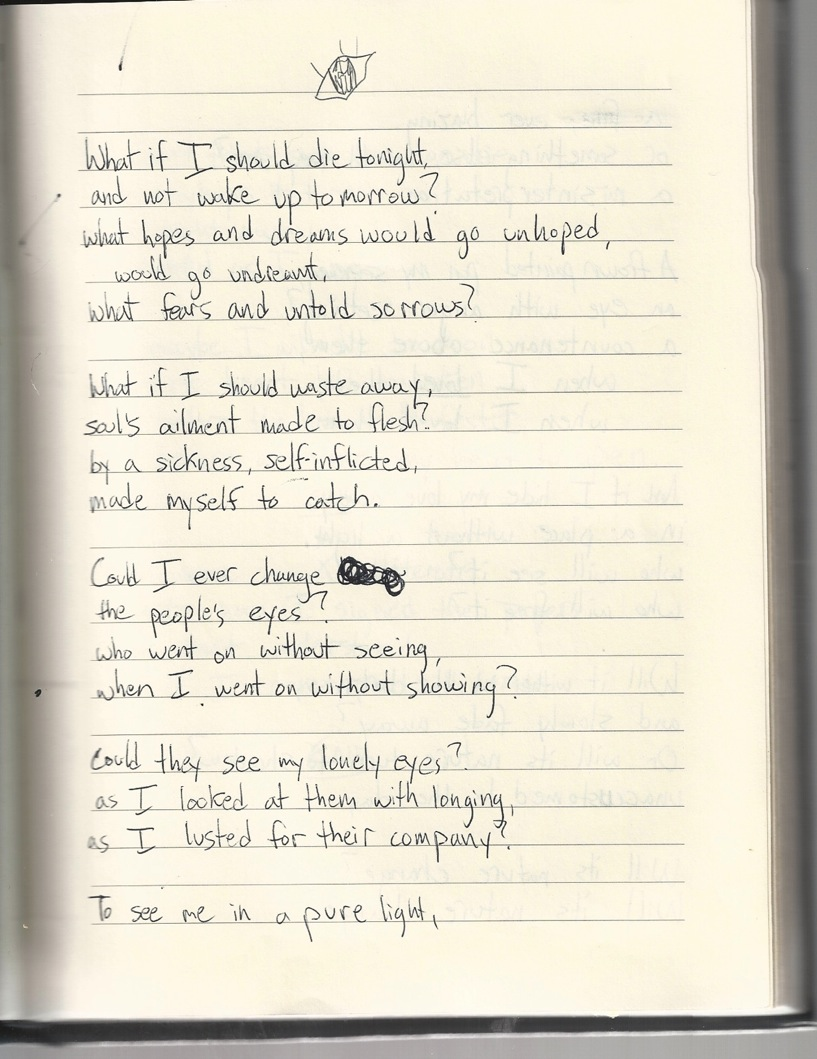 What if I should die tonight,
and not wake up tomorrow?
what hopes and dreams would go unhoped,
would go undreamt,
what fears and untold sorrows?
What if I should waste away,
soul's ailment made to flesh?
by a sickness, self-inflicted,
made myself to catch.
Could I ever change
the people's eyes?
who went on without seeing,
when I went on without showing?
Could they see my lonely eyes?
as I looked at them with longing,
as I lusted for their company?
To see me in a pure light,